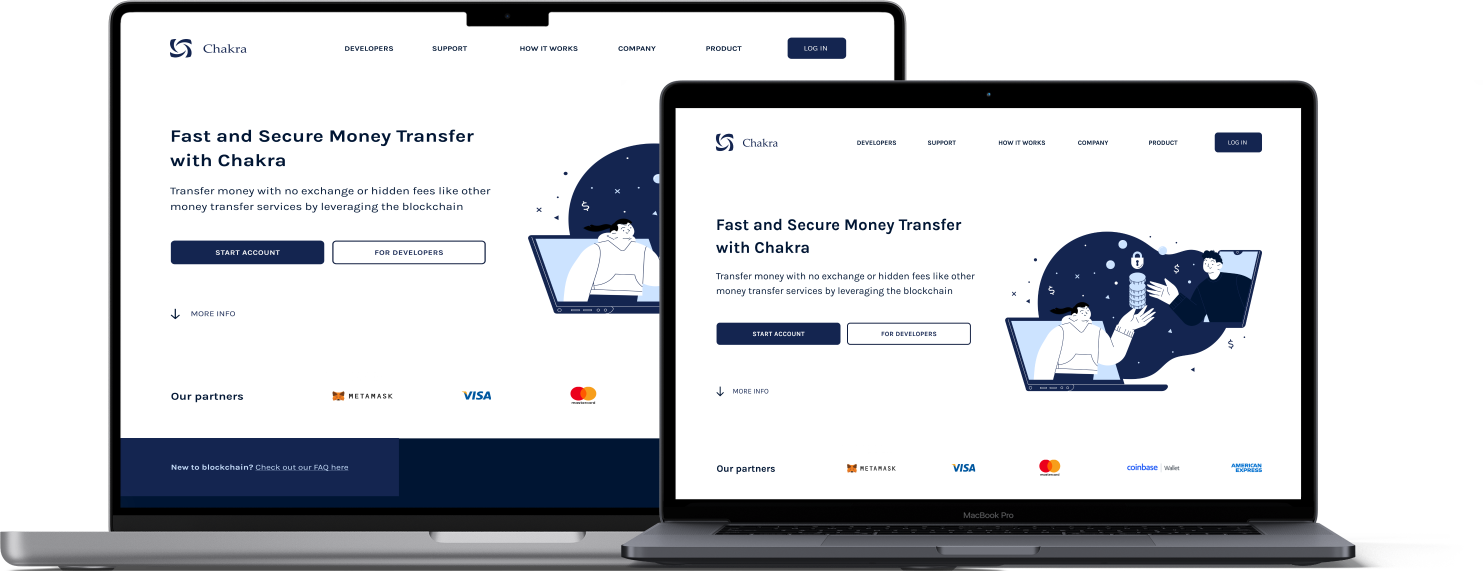 Chakra
DEVELOPERS
SUPPORT
HOW IT WORKS
COMPANY
PRODUCT
LOG IN
Fast and Secure Money Transfer
with Chakra
Transfer money with no exchange or hidden fees like other
money transfer services by leveraging the blockchain
START ACCOUNT
FOR DEVELOPERS
MORE INFO
Our partners
METAMASK
VISA
mastercard
New to blockchain? Check out our FAQ here
Chakra
DEVELOPERS
SUPPORT
HOW IT WORKS
COMPANY
PRODUCT
LOG IN
Fast and Secure Money Transfer
with Chakra
Transfer money with no exchange or hidden fees like other
money transfer services by leveraging the blockchain
START ACCOUNT
FOR DEVELOPERS
MORE INFO
Our partners
METAMASK
VISA
mastercard
coinbase | Wallet
AMERICAN
EXPRESS
MacBook Pro